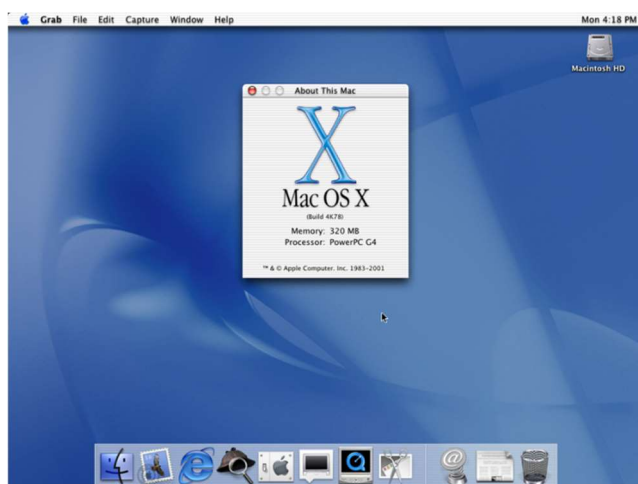 Grab File Edit Capture Window Help Mon 4:18 PM
Macintosh HD
About This Mac
X
Mac OS X
(Build 4K78)
Memory: 320 MB
Processor: PowerPC G4
™ & © Apple Computer. Inc. 1983-2001